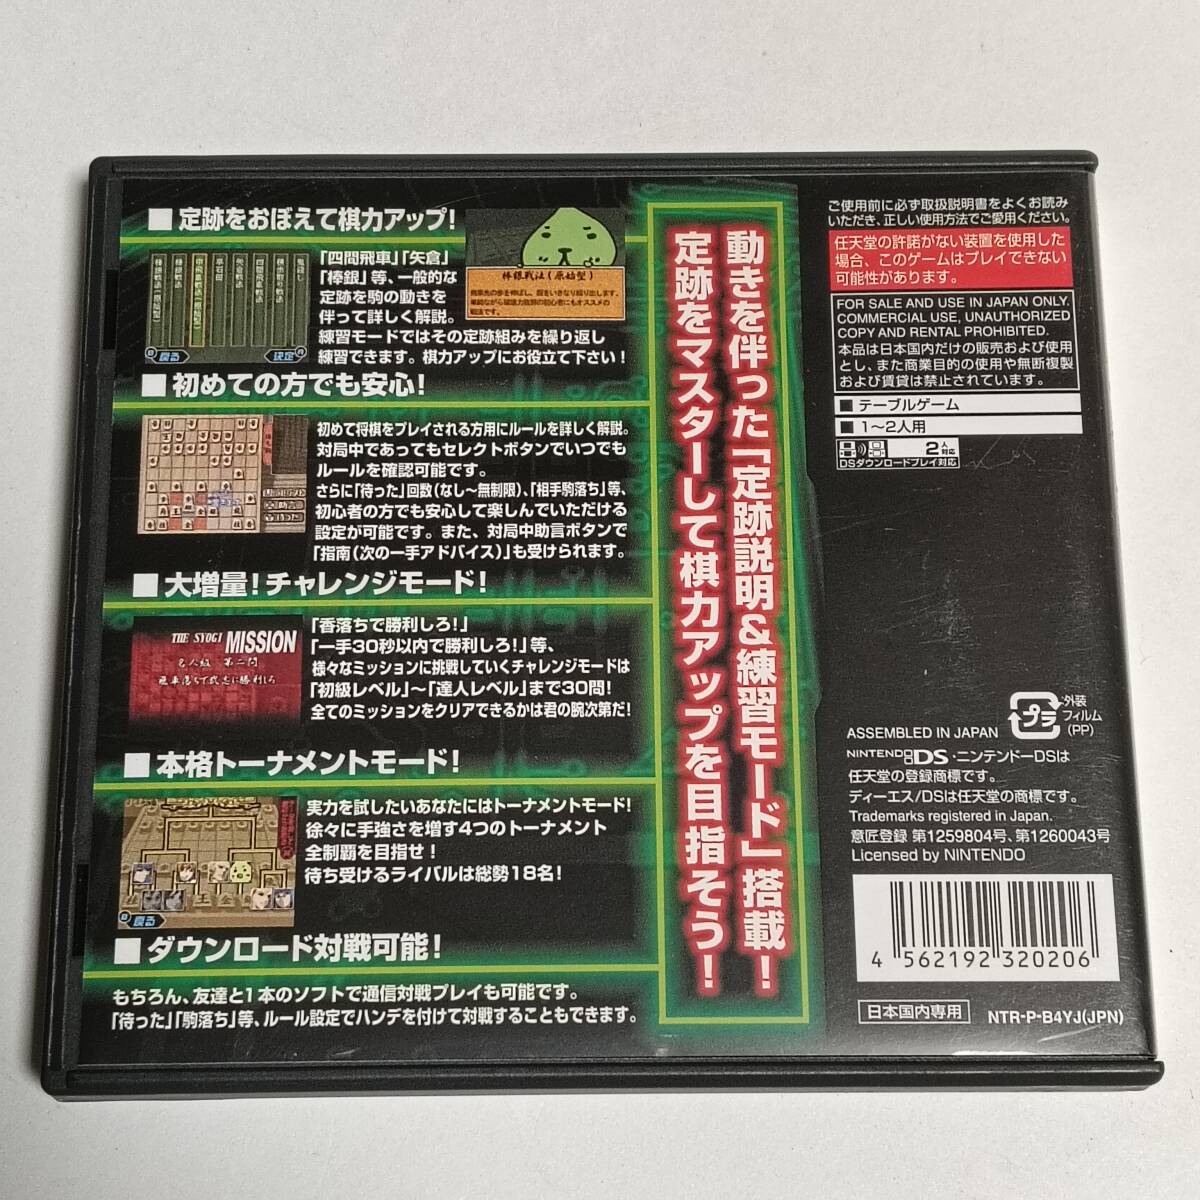 ■ 定跡をおぼえて棋力アップ!
「四間飛車」「矢倉」
「棒銀」等、一般的な
定跡を駒の動きを
伴って詳しく解説。
練習モードではその定跡組みを繰り返し
練習できます。棋力アップにお役立て下さい!
棒銀戦法(原始型)
戻る
決定
■ 初めての方でも安心!
初めて将棋をプレイされる方用にルールを詳しく解説。
対局中であってもセレクトボタンでいつでも
ルールを確認可能です。
さらに「待った」回数(なし〜無制限)、「相手駒落ち」等、
初心者の方でも安心して楽しんでいただける
設定が可能です。また、対局中助言ボタンで
「指南(次の一手アドバイス)」も受けられます。
■ 大増量!チャレンジモード!
THE SYOGI MISSION
名人級 第二問
飛車落ちで武志に勝利しろ
「香落ちで勝利しろ!」
「一手30秒以内で勝利しろ!」等、
様々なミッションに挑戦していくチャレンジモードは
「初級レベル」〜「達人レベル」まで30問!
全てのミッションをクリアできるかは君の腕次第だ!
■ 本格トーナメントモード!
実力を試したいあなたにはトーナメントモード!
徐々に手強さを増す4つのトーナメント
全制覇を目指せ!
待ち受けるライバルは総勢18名!
戻る
■ ダウンロード対戦可能!
もちろん、友達と1本のソフトで通信対戦プレイも可能です。
「待った」「駒落ち」等、ルール設定でハンデを付けて対戦することもできます。
動きを伴った「定跡説明&練習モード」搭載!
定跡をマスターして棋力アップを目指そう!
ご使用前に必ず取扱説明書をよくお読み
いただき、正しい使用方法でご愛用ください。
任天堂の許諾がない装置を使用した
場合、このゲームはプレイできない
可能性があります。
FOR SALE AND USE IN JAPAN ONLY.
COMMERCIAL USE, UNAUTHORIZED
COPY AND RENTAL PROHIBITED.
本品は日本国内だけの販売および使用
とし、また商業目的の使用や無断複製
および賃貸は禁止されています。
■ テーブルゲーム
■ 1〜2人用
2人対応
DSダウンロードプレイ対応
プラ
外装
フィルム
(PP)
ASSEMBLED IN JAPAN
NINTENDO DS・ニンテンドーDSは
任天堂の登録商標です。
ディーエス/DSは任天堂の商標です。
Trademarks registered in Japan.
意匠登録 第1259804号、第1260043号
Licensed by NINTENDO
4 562192 320206
日本国内専用
NTR-P-B4YJ(JPN)